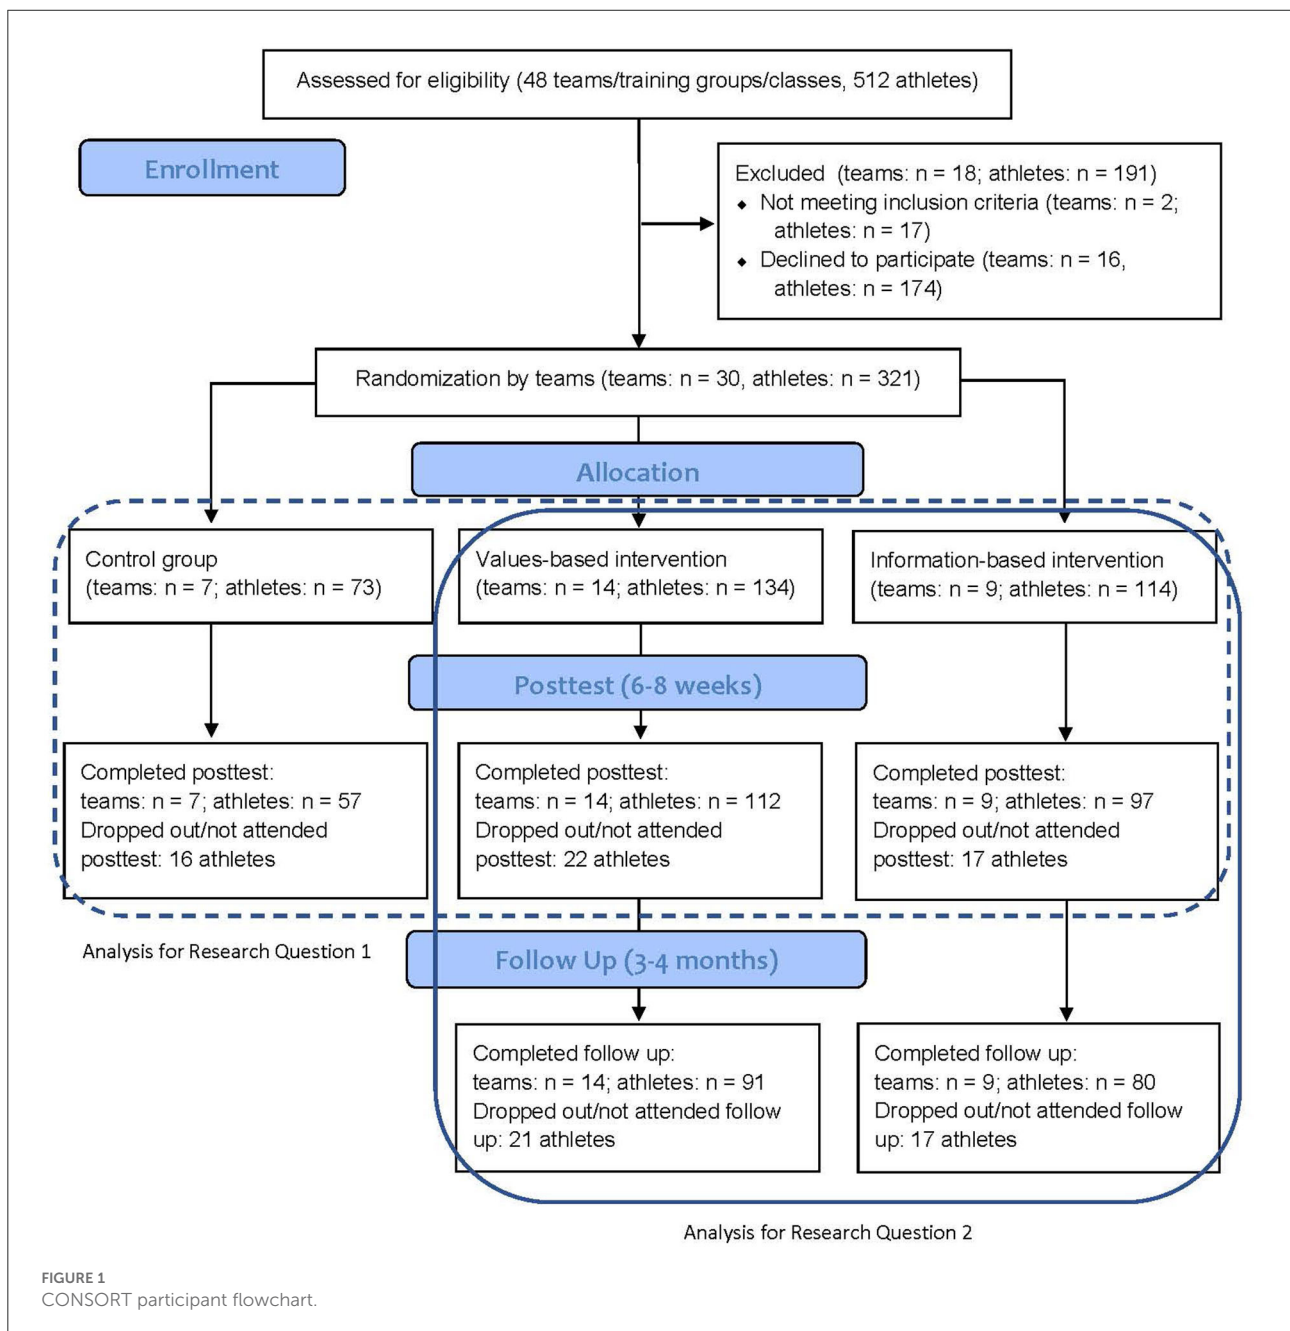 Assessed for eligibility (48 teams/training groups/classes, 512 athletes)
Enrollment
Excluded (teams: n = 18; athletes: n = 191)
◆ Not meeting inclusion criteria (teams: n = 2;
athletes: n = 17)
◆ Declined to participate (teams: n = 16,
athletes: n = 174)
Randomization by teams (teams: n = 30, athletes: n = 321)
Allocation
Control group
(teams: n = 7; athletes: n = 73)
Values-based intervention
(teams: n = 14; athletes: n = 134)
Information-based intervention
(teams: n = 9; athletes: n = 114)
Posttest (6-8 weeks)
Completed posttest:
teams: n = 7; athletes: n = 57
Dropped out/not attended
posttest: 16 athletes
Completed posttest:
teams: n = 14; athletes: n = 112
Dropped out/not attended
posttest: 22 athletes
Completed posttest:
teams: n = 9; athletes: n = 97
Dropped out/not attended
posttest: 17 athletes
Analysis for Research Question 1
Follow Up (3-4 months)
Completed follow up:
teams: n = 14; athletes: n = 91
Dropped out/not attended follow
up: 21 athletes
Completed follow up:
teams: n = 9; athletes: n = 80
Dropped out/not attended follow
up: 17 athletes
Analysis for Research Question 2
FIGURE 1
CONSORT participant flowchart.